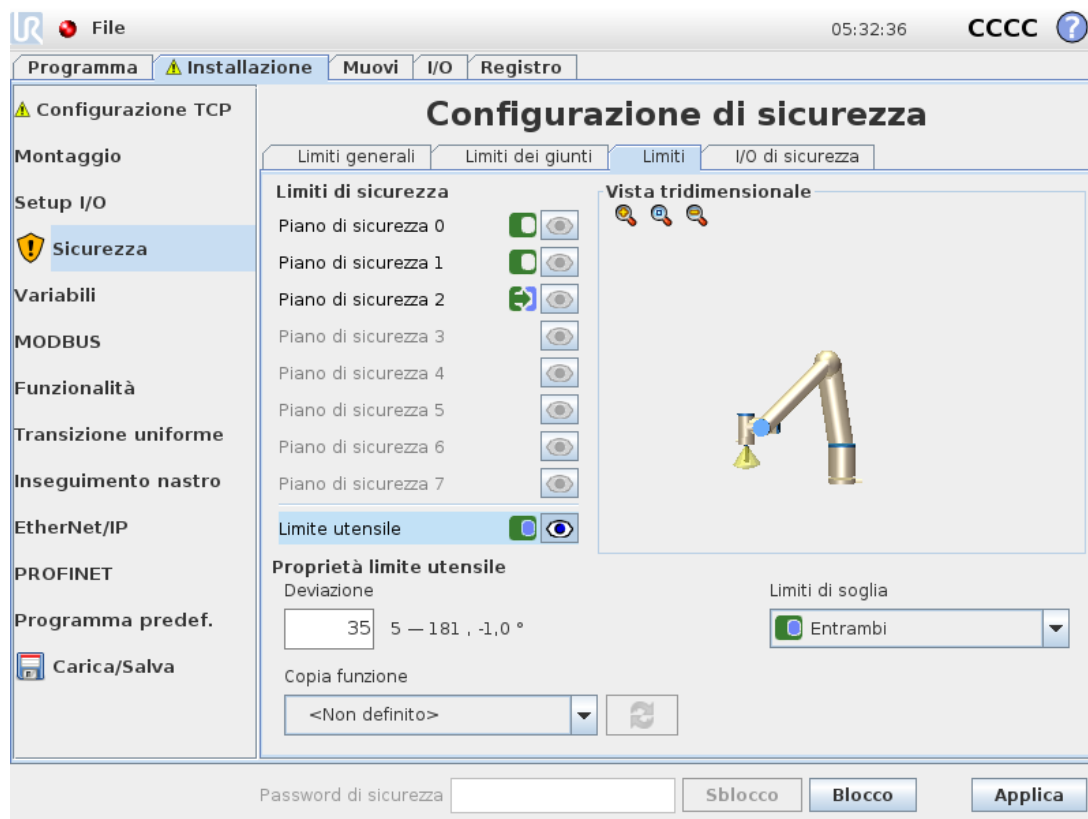 UR File 05:32:36 CCCC ?
Programma Installazione Muovi I/O Registro
Configurazione TCP
Montaggio
Setup I/O
Sicurezza
Variabili
MODBUS
Funzionalità
Transizione uniforme
Inseguimento nastro
EtherNet/IP
PROFINET
Programma predef.
Carica/Salva
Configurazione di sicurezza
Limiti generali Limiti dei giunti Limiti I/O di sicurezza
Limiti di sicurezza
Piano di sicurezza 0
Piano di sicurezza 1
Piano di sicurezza 2
Piano di sicurezza 3
Piano di sicurezza 4
Piano di sicurezza 5
Piano di sicurezza 6
Piano di sicurezza 7
Limite utensile
Vista tridimensionale
Proprietà limite utensile
Deviazione
35 5 — 181 , -1,0 °
Limiti di soglia
Entrambi
Copia funzione
<Non definito>
Password di sicurezza Sblocco Blocco Applica